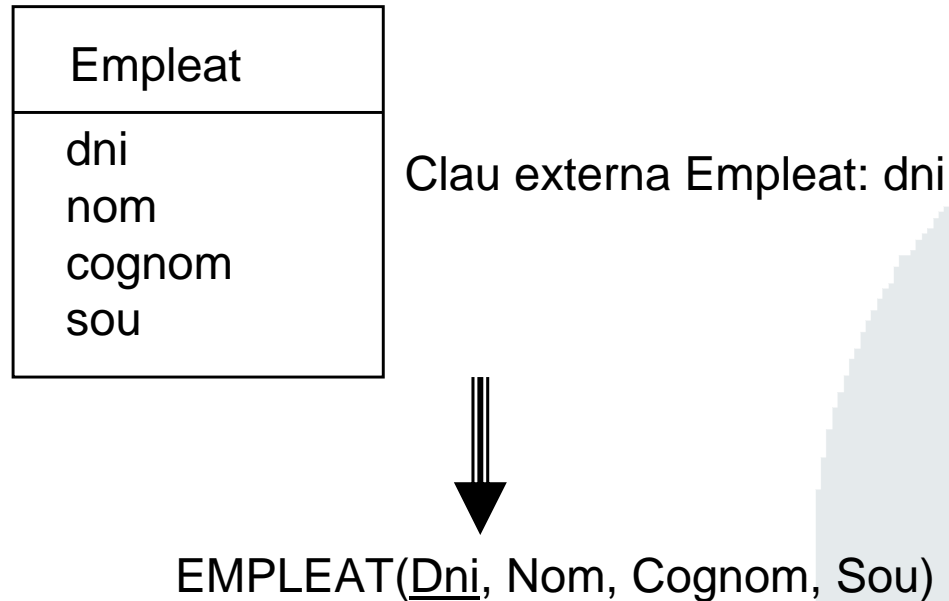 Empleat
dni
nom
cognom
sou
Clau externa Empleat: dni
EMPLEAT(Dni, Nom, Cognom, Sou)